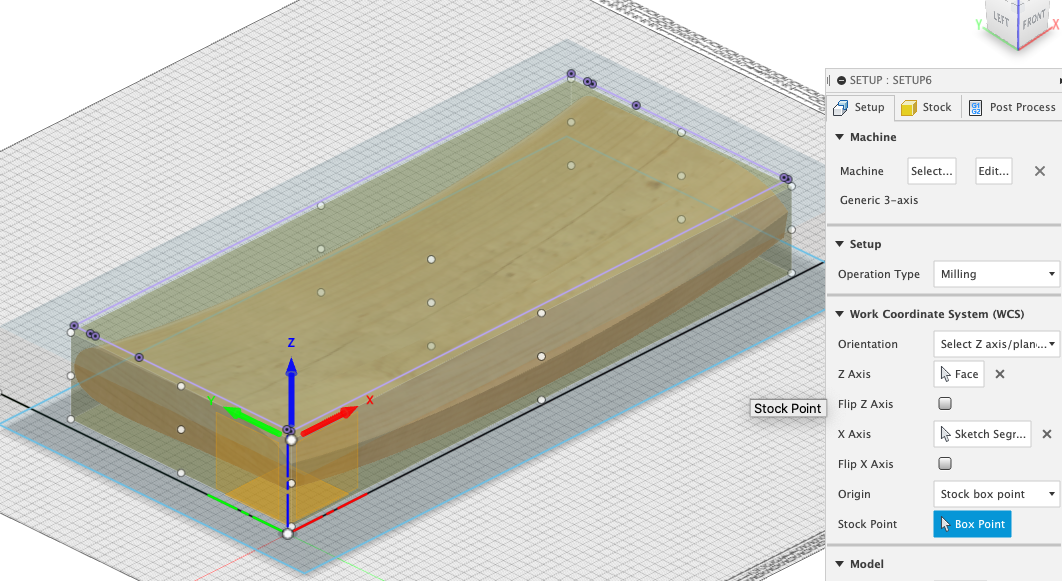 LEFT
FRONT
Y
X
SETUP : SETUP6
Setup
Stock
G1
G2
Post Process
Machine
Machine
Select...
Edit...
Generic 3-axis
Setup
Operation Type
Milling
Work Coordinate System (WCS)
Orientation
Select Z axis/plan...
Z Axis
Face
Flip Z Axis
X Axis
Sketch Segr...
Flip X Axis
Origin
Stock box point
Stock Point
Box Point
Model
Z
X
Y
Stock Point